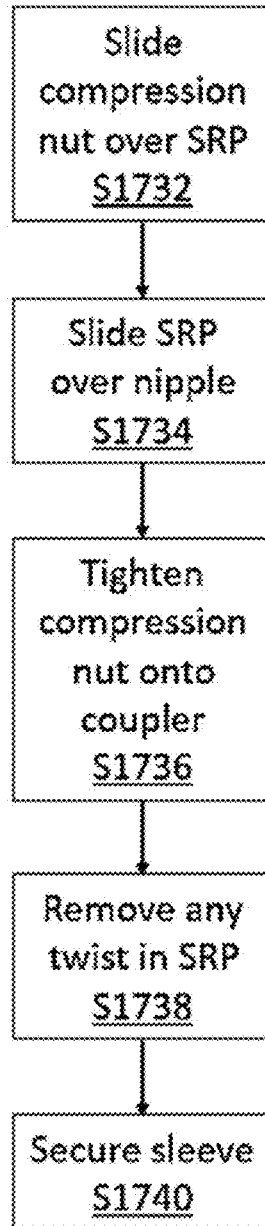 Slide
compression
nut over SRP
S1732
Slide SRP
over nipple
S1734
Tighten
compression
nut onto
coupler
S1736
Remove any
twist in SRP
S1738
Secure sleeve
S1740